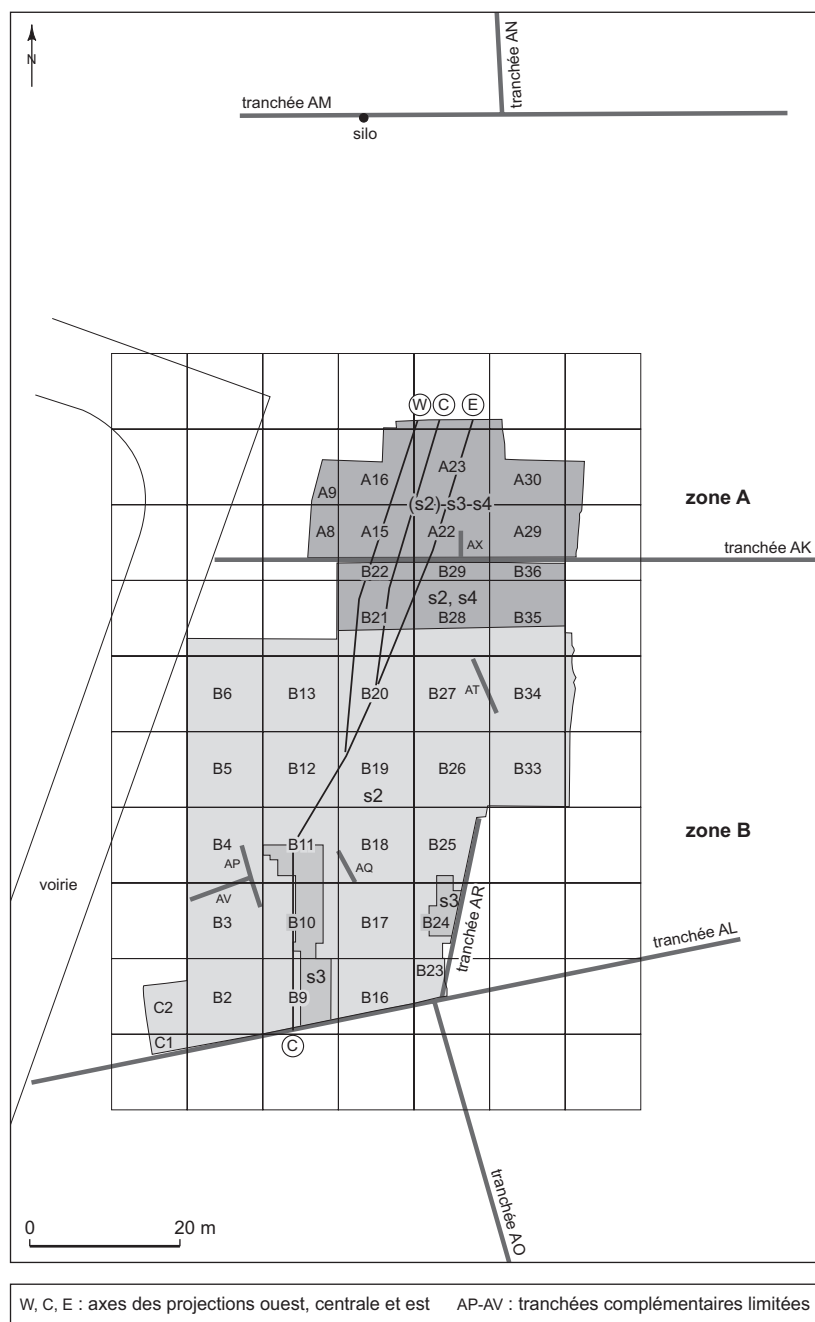 tranchée AN
N
tranchée AM
silo
W C E
A16 A23 A30
A9
(s2)-s3-s4
zone A
A8 A15 A22 A29
AX
tranchée AK
B22 B29 B36
s2, s4
B21 B28 B35
B6 B13 B20 B27 AT B34
B5 B12 B19 B26 B33
s2
B4 B11 B18 B25
zone B
AP AQ
voirie
AV
s3
B3 B10 B17 B24
tranchée AR
tranchée AL
s3
B23
C2 B2 B9 B16
C1
C
tranchée AO
0 20 m
W, C, E : axes des projections ouest, centrale et est AP-AV : tranchées complémentaires limitées